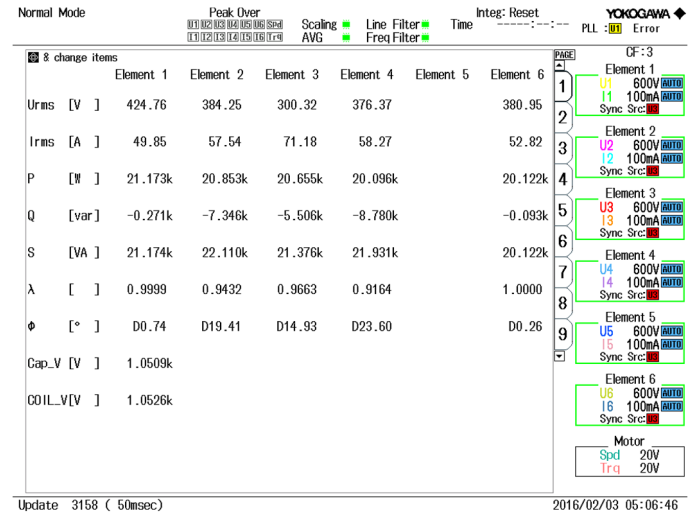 Normal Mode
Peak Over
U1 U2 U3 U4 U5 U6 Spd
I1 I2 I3 I4 I5 I6 Trq
Scaling
AVG
Line Filter
Freq Filter
Integ: Reset
Time -----:--:--
YOKOGAWA
PLL :U1 Error
& change items
Element 1 Element 2 Element 3 Element 4 Element 5 Element 6
Urms [V ] 424.76 384.25 300.32 376.37 380.95
Irms [A ] 49.85 57.54 71.18 58.27 52.82
P [W ] 21.173k 20.853k 20.655k 20.096k 20.122k
Q [var] -0.271k -7.346k -5.506k -8.780k -0.093k
S [VA ] 21.174k 22.110k 21.376k 21.931k 20.122k
λ [ ] 0.9999 0.9432 0.9663 0.9164 1.0000
Φ [° ] D0.74 D19.41 D14.93 D23.60 D0.26
Cap_V [V ] 1.0509k
COIL_V[V ] 1.0526k
PAGE
1
2
3
4
5
6
7
8
9
CF:3
Element 1
U1 600V AUTO
I1 100mA AUTO
Sync Src: U3
Element 2
U2 600V AUTO
I2 100mA AUTO
Sync Src: U3
Element 3
U3 600V AUTO
I3 100mA AUTO
Sync Src: U3
Element 4
U4 600V AUTO
I4 100mA AUTO
Sync Src: U3
Element 5
U5 600V AUTO
I5 100mA AUTO
Sync Src: U3
Element 6
U6 600V AUTO
I6 100mA AUTO
Sync Src: U3
Motor
Spd 20V
Trq 20V
Update 3158 ( 50msec)
2016/02/03 05:06:46